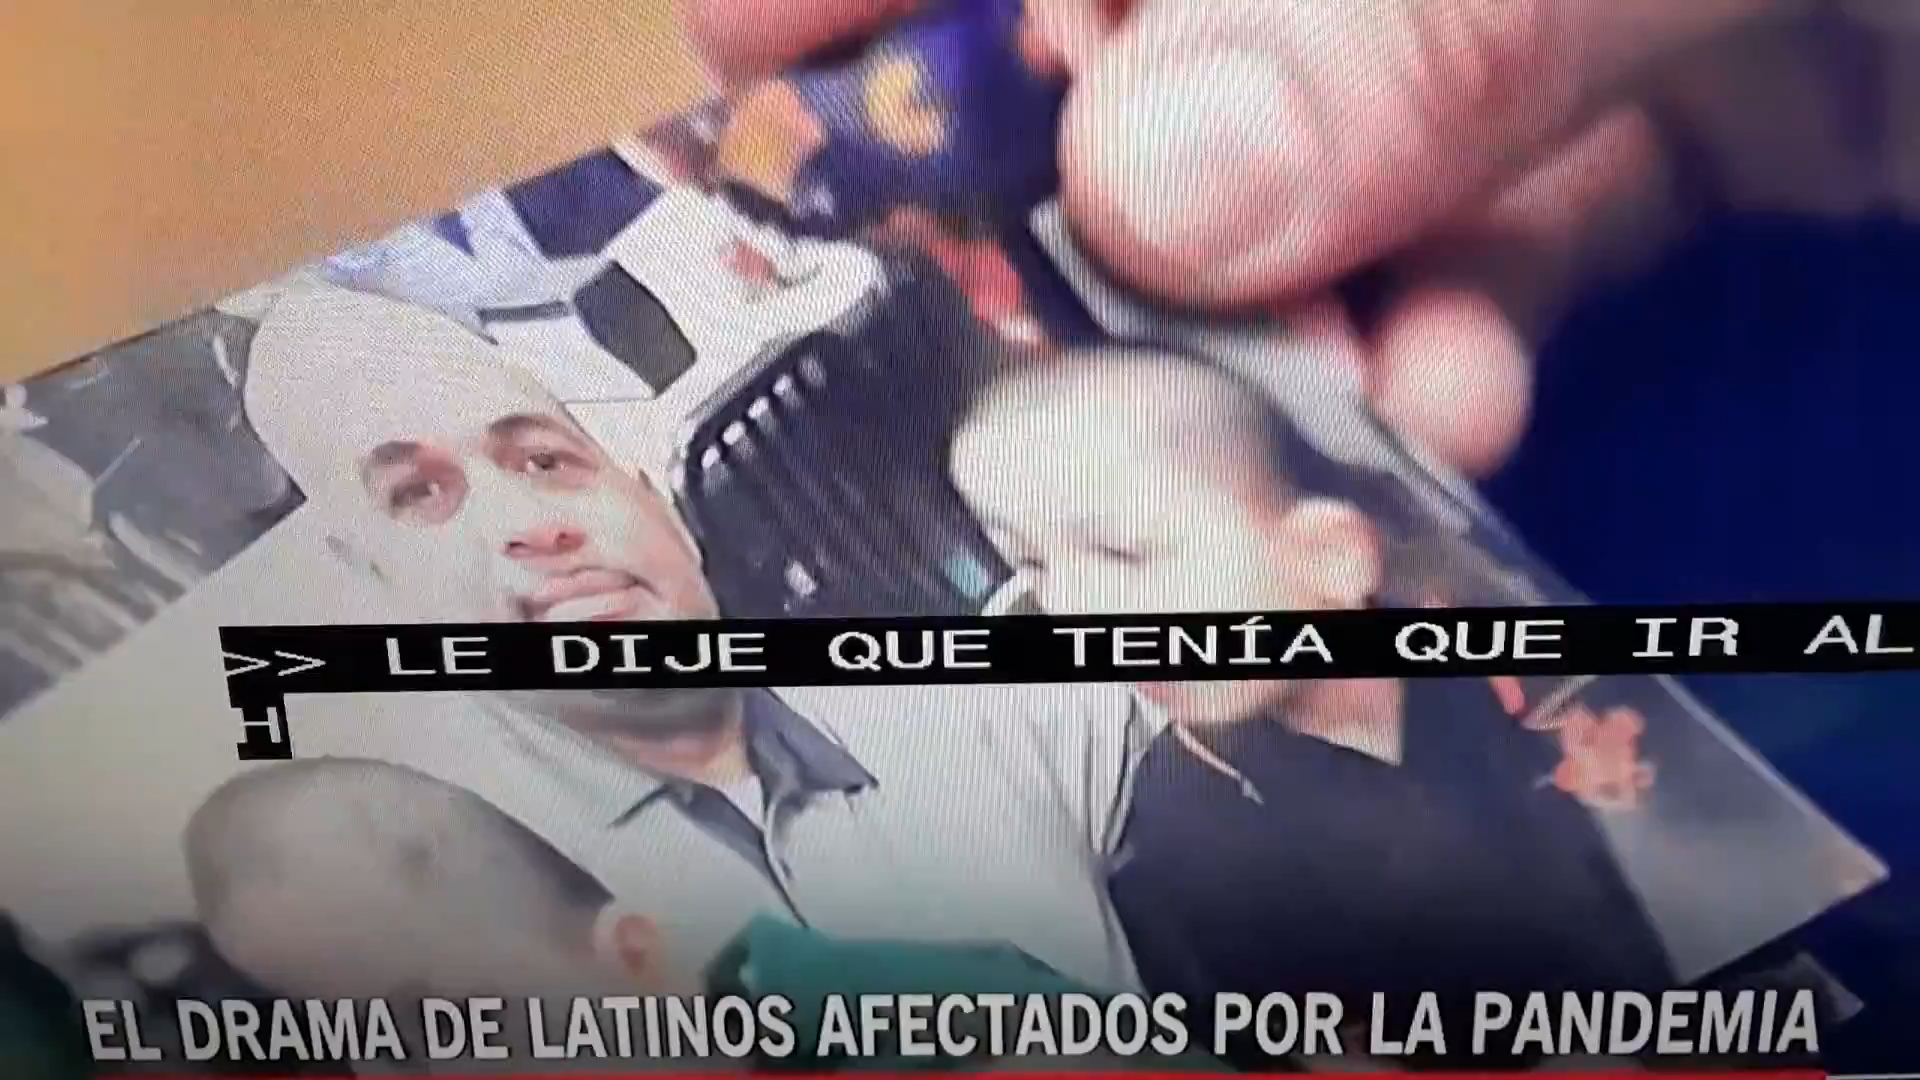 >> LE DIJE QUE TENÍA QUE IR AL
H
EL DRAMA DE LATINOS AFECTADOS POR LA PANDEMIA